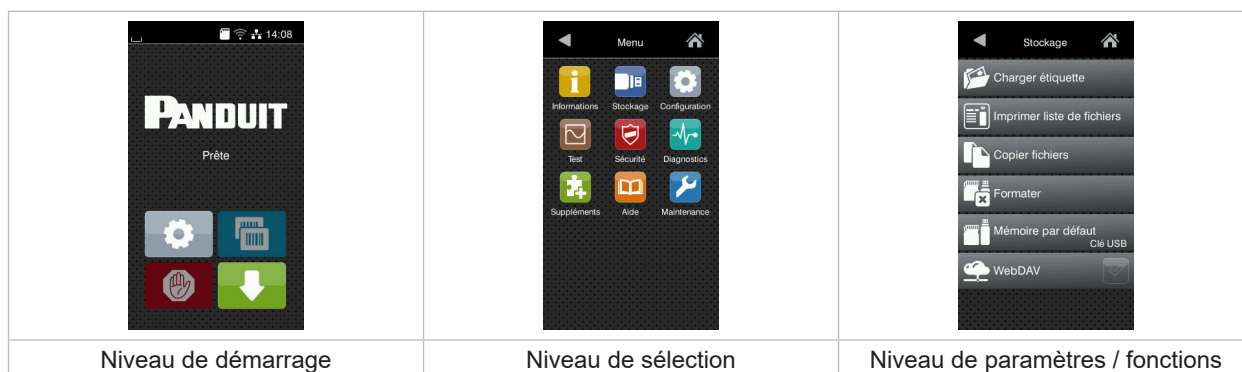 14:08
PANDUIT
Prête
Menu
Informations Stockage Configuration
Test Sécurité Diagnostics
Suppléments Aide Maintenance
Stockage
Charger étiquette
Imprimer liste de fichiers
Copier fichiers
Formater
Mémoire par défaut
Clé USB
WebDAV
Niveau de démarrage
Niveau de sélection
Niveau de paramètres / fonctions